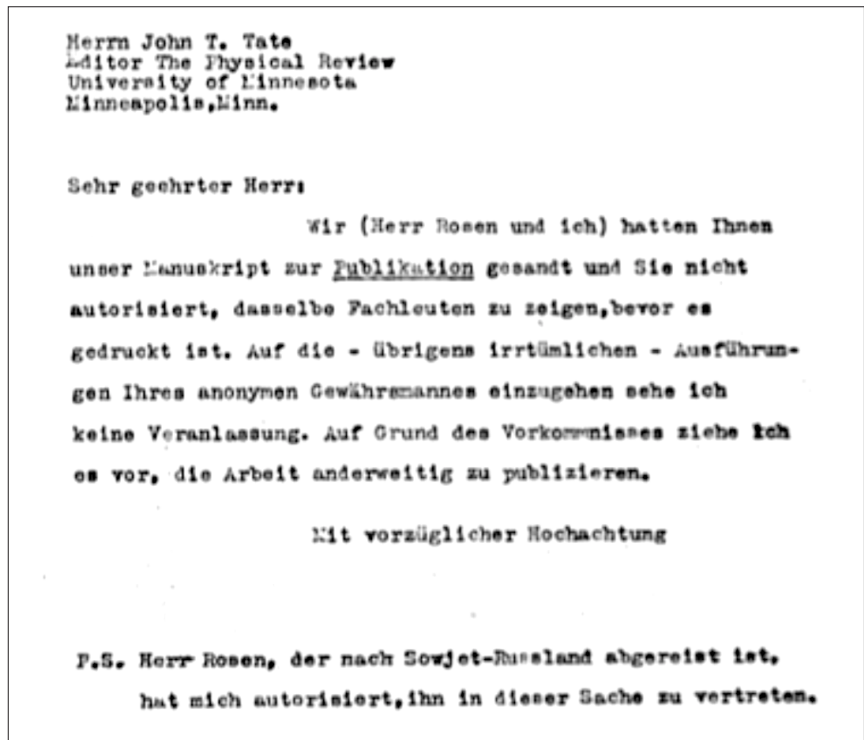 Herrn John T. Tate
Editor The Physical Review
University of Minnesota
Minneapolis,Minn.
Sehr geehrter Herr:
Wir (Herr Rosen und ich) hatten Ihnen
unser Manuskript zur Publikation gesandt und Sie nicht
autorisiert, dasselbe Fachleuten zu zeigen,bevor es
gedruckt ist. Auf die - übrigens irrtümlichen - Ausführun-
gen Ihres anonymen Gewährsmannes einzugehen sehe ich
keine Veranlassung. Auf Grund des Vorkommnisses ziehe ich
es vor, die Arbeit anderweitig zu publizieren.
Mit vorzüglicher Hochachtung
P.S. Herr Rosen, der nach Sowjet-Russland abgereist ist,
hat mich autorisiert,ihn in dieser Sache zu vertreten.